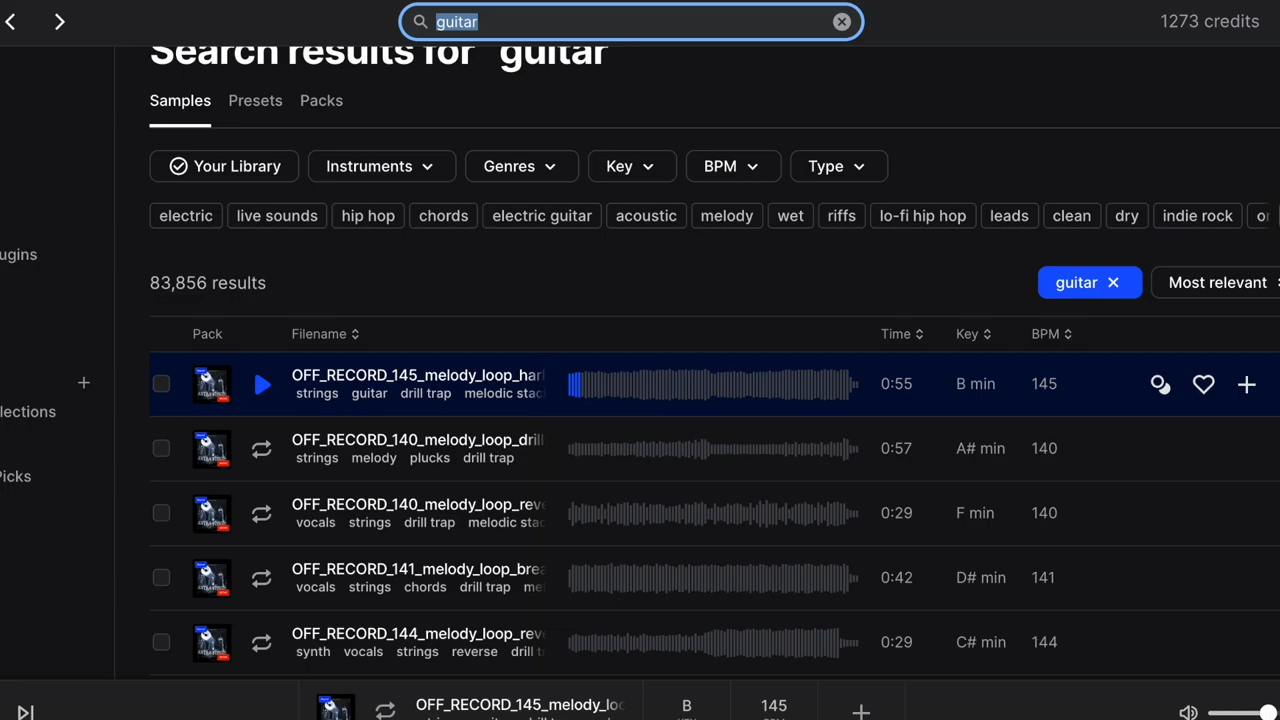 guitar
1273 credits
Search results for "guitar
Samples Presets Packs
Your Library Instruments Genres Key BPM Type
electric live sounds hip hop chords electric guitar acoustic melody wet riffs lo-fi hip hop leads clean dry indie rock or
ugins
83,856 results
guitar
Most relevant
Pack Filename Time Key BPM
OFF_RECORD_145_melody_loop_har
strings guitar drill trap melodic stac
0:55 B min 145
OFF_RECORD_140_melody_loop_drill
strings melody plucks drill trap
0:57 A# min 140
lections
Picks
OFF_RECORD_140_melody_loop_reve
vocals strings drill trap melodic stac
0:29 F min 140
OFF_RECORD_141_melody_loop_brea
vocals strings chords drill trap me
0:42 D# min 141
OFF_RECORD_144_melody_loop_reve
synth vocals strings reverse drill t
0:29 C# min 144
OFF_RECORD_145_melody_loo
B
145